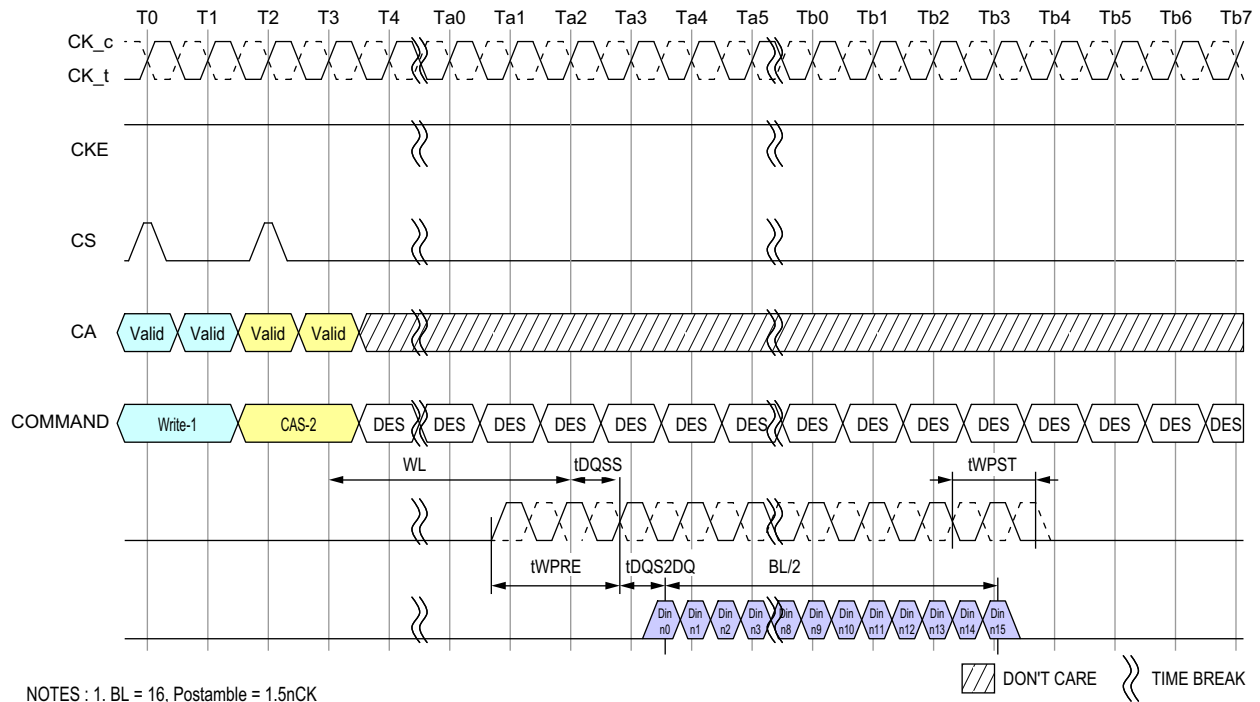 T0 T1 T2 T3 T4 Ta0 Ta1 Ta2 Ta3 Ta4 Ta5 Tb0 Tb1 Tb2 Tb3 Tb4 Tb5 Tb6 Tb7
CK_c
CK_t
CKE
CS
CA Valid Valid Valid Valid
COMMAND Write-1 CAS-2 DES DES DES DES DES DES DES DES DES DES DES DES DES DES DES
WL tDQSS tWPST
tWPRE tDQS2DQ BL/2
Din Din Din Din Din Din Din Din Din Din Din Din
n0 n1 n2 n3 n8 n9 n10 n11 n12 n13 n14 n15
DON'T CARE TIME BREAK
NOTES : 1. BL = 16, Postamble = 1.5nCK